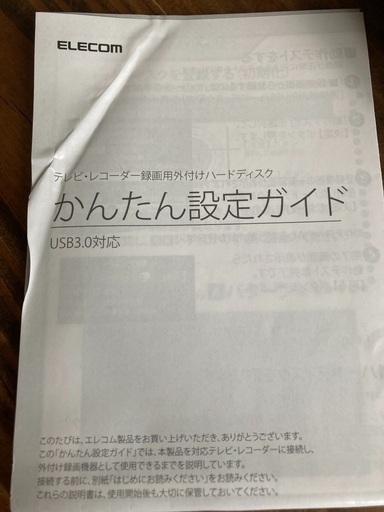 ELECOM
テレビ・レコーダー録画用外付けハードディスク
かんたん設定ガイド
USB3.0対応
このたびは、エレコム製品をお買い上げいただき、ありがとうございます。
この「かんたん設定ガイド」では、本製品を対応テレビ・レコーダーに接続し、
外付け録画機器として使用できるまでを説明しています。
接続する前に、別紙「はじめにお読みください」をお読みください。
これらの説明書は、使用開始後も大切に保管しておいてください。